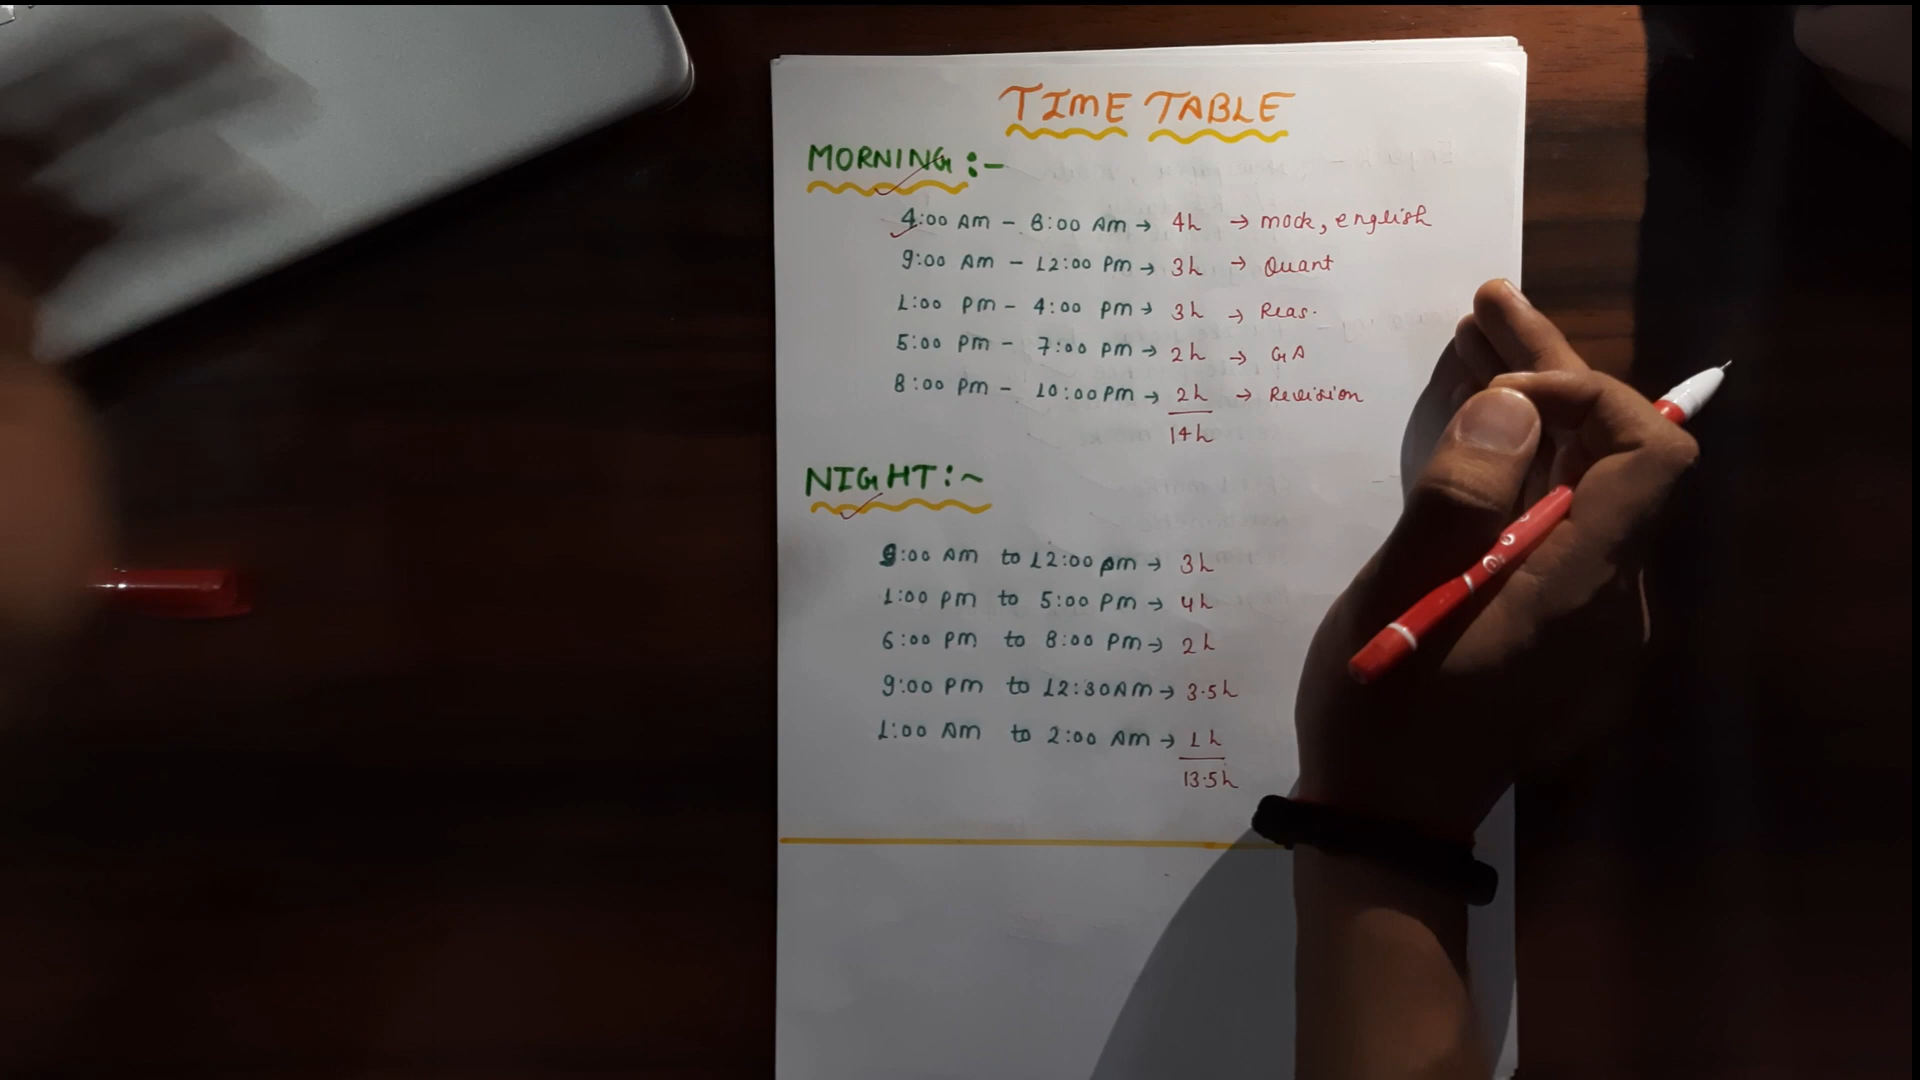 TIME TABLE
MORNING :-
4:00 AM - 8:00 AM → 4h → mock, english
9:00 AM - 12:00 PM → 3h → Quant
1:00 PM - 4:00 PM → 3h → Reas.
5:00 PM - 7:00 PM → 2h → GA
8:00 PM - 10:00 PM → 2h → Revision
14h
NIGHT :~
9:00 AM to 12:00 pm → 3h
1:00 PM to 5:00 PM → 4h
6:00 PM to 8:00 PM → 2h
9:00 PM to 12:30 AM → 3.5h
1:00 AM to 2:00 AM → 1h
13.5h